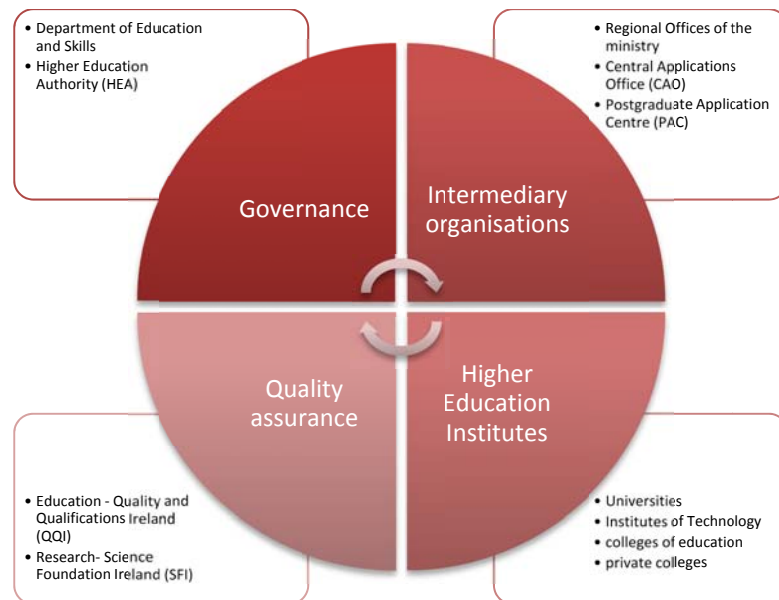 • Department of Education
and Skills
• Higher Education
Authority (HEA)
• Regional Offices of the
ministry
• Central Applications
Office (CAO)
• Postgraduate Application
Centre (PAC)
Governance
Intermediary
organisations
Quality
assurance
Higher
Education
Institutes
• Education - Quality and
Qualifications Ireland
(QQI)
• Research- Science
Foundation Ireland (SFI)
• Universities
• Institutes of Technology
• colleges of education
• private colleges